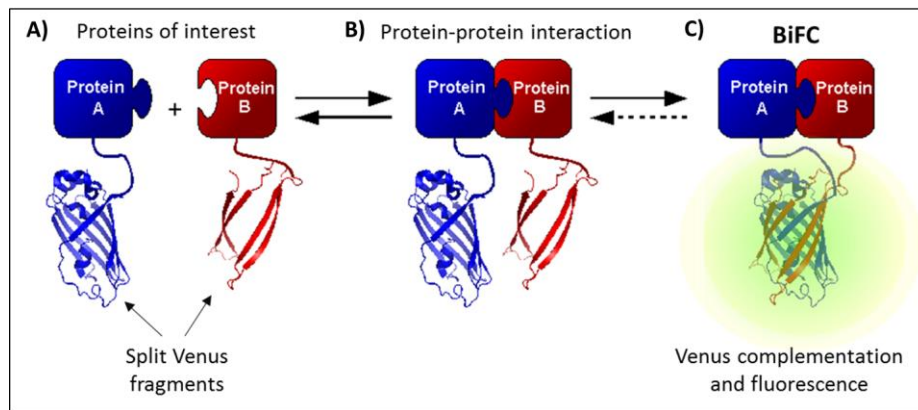 A) Proteins of interest
B) Protein-protein interaction
C) BiFC
Protein
A
+
Protein
B
Protein
A
Protein
B
Protein
A
Protein
B
Split Venus
fragments
Venus complementation
and fluorescence